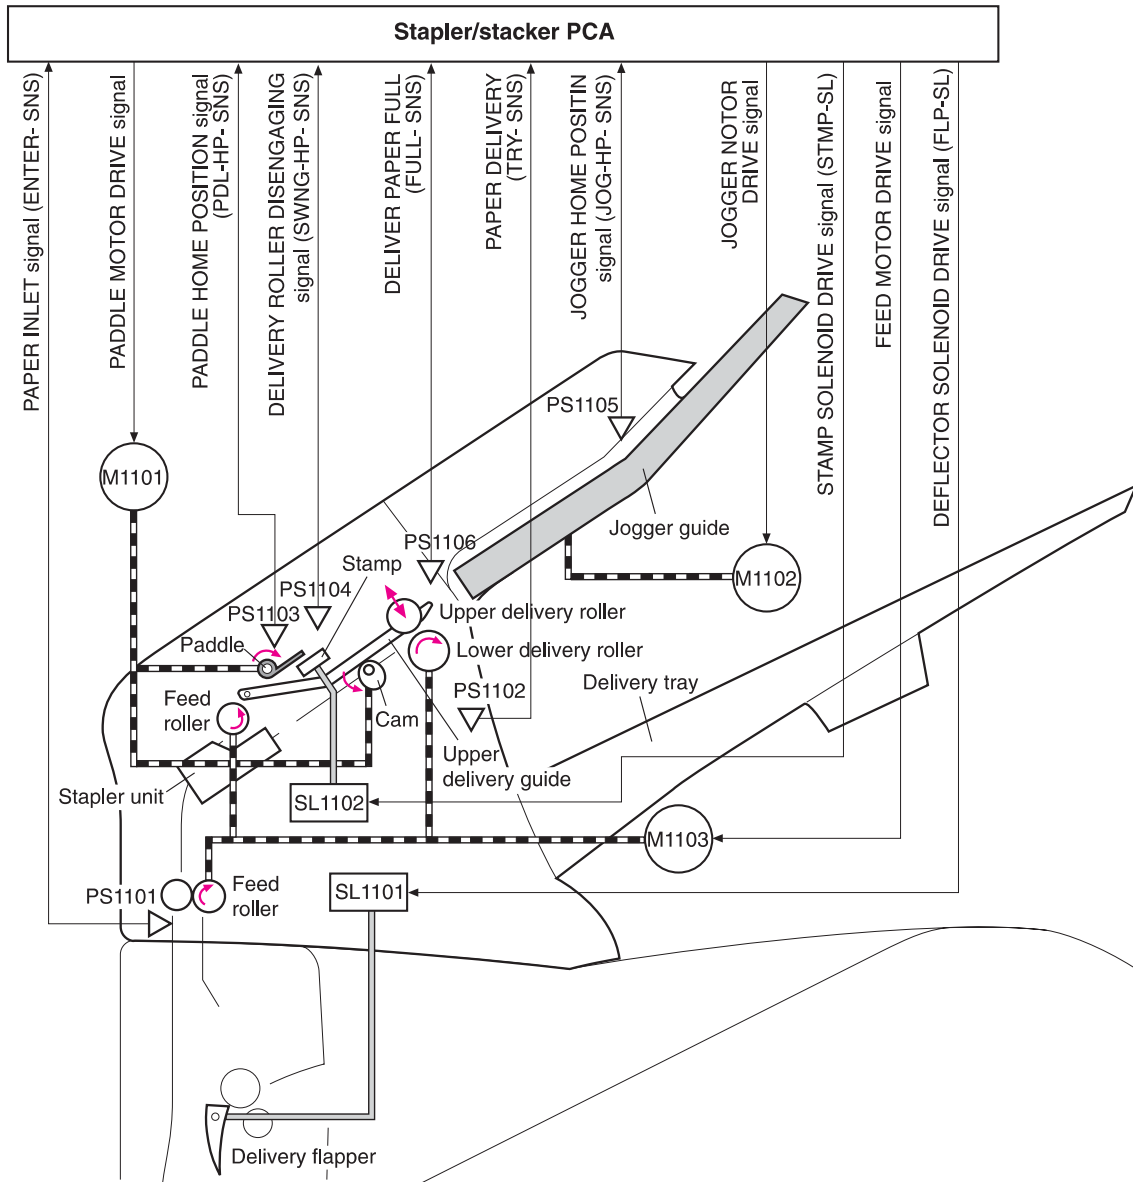 Stapler/stacker PCA
PAPER INLET signal (ENTER- SNS)
PADDLE MOTOR DRIVE signal
PADDLE HOME POSITION signal
(PDL-HP- SNS)
DELIVERY ROLLER DISENGAGING
signal (SWNG-HP- SNS)
DELIVER PAPER FULL
(FULL- SNS)
PAPER DELIVERY
(TRY- SNS)
JOGGER HOME POSITIN
signal (JOG-HP- SNS)
JOGGER NOTOR
DRIVE signal
STAMP SOLENOID DRIVE signal (STMP-SL)
FEED MOTOR DRIVE signal
DEFLECTOR SOLENOID DRIVE signal (FLP-SL)
PS1105
M1101
Jogger guide
PS1106
Stamp
M1102
PS1104
PS1103
Upper delivery roller
Paddle
Lower delivery roller
PS1102
Delivery tray
Feed
roller
Cam
Upper
delivery guide
Stapler unit
SL1102
M1103
PS1101
Feed
roller
SL1101
Delivery flapper